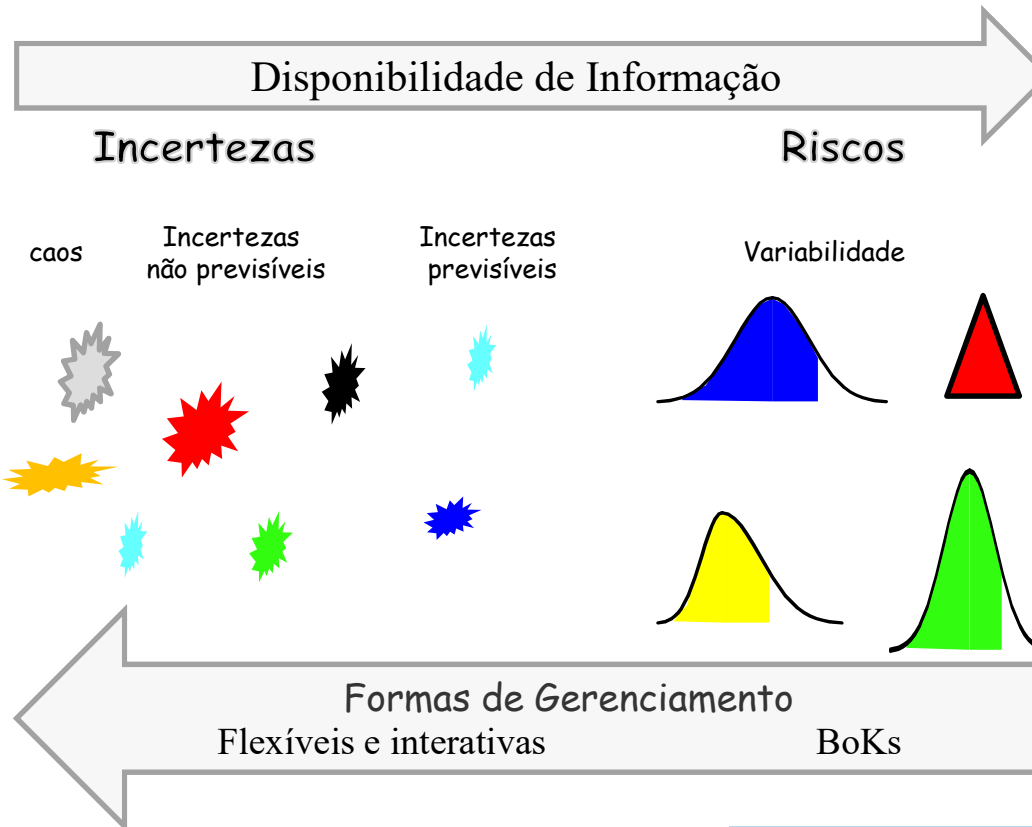 Disponibilidade de Informação
Incertezas
Riscos
caos
Incertezas
não previsíveis
Incertezas
previsíveis
Variabilidade
Formas de Gerenciamento
Flexíveis e interativas
BoKs